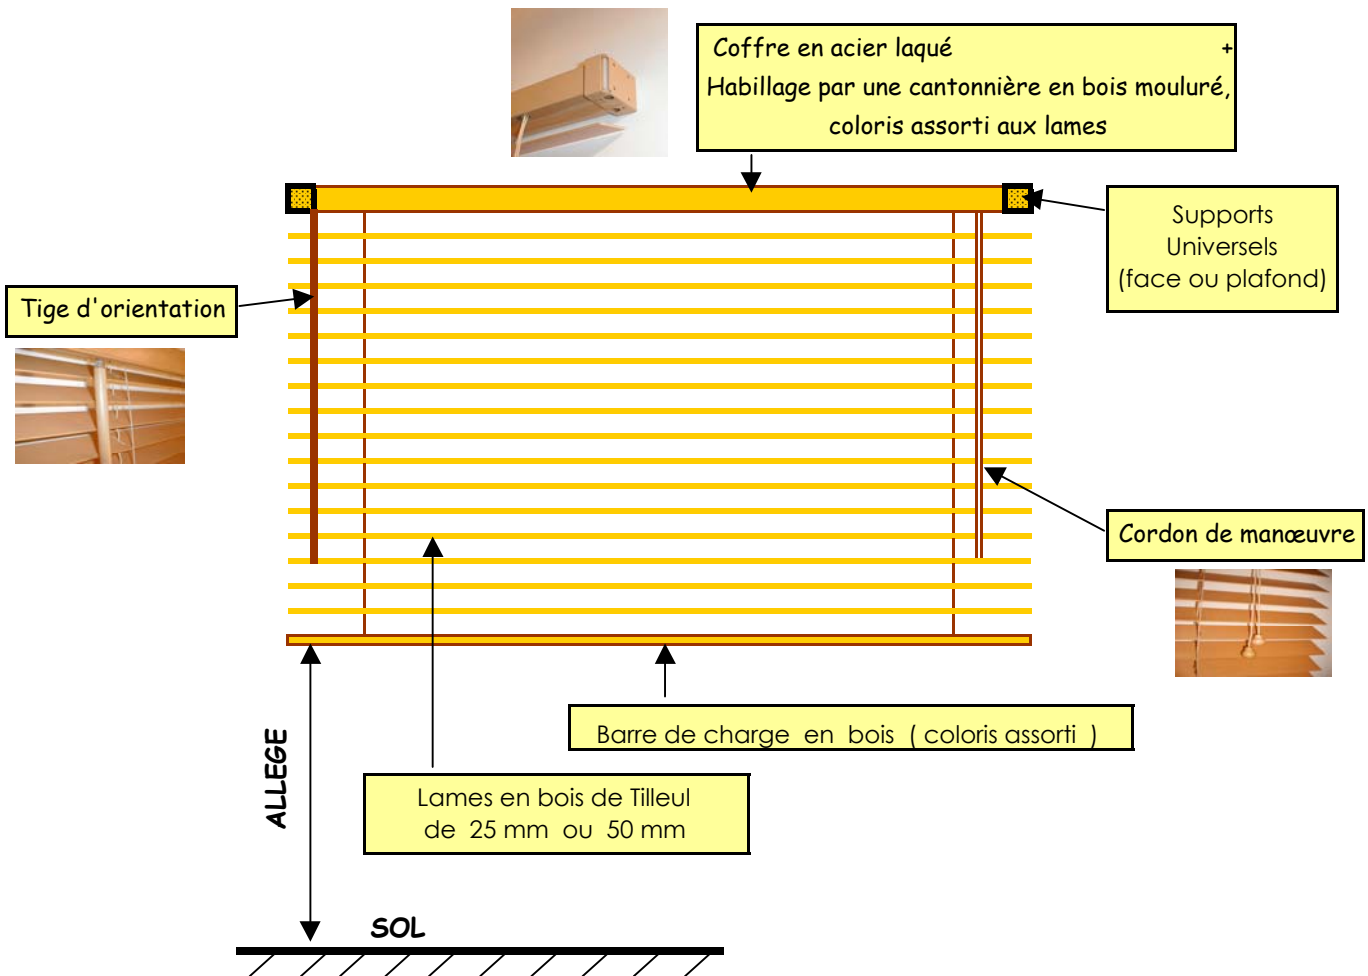 Coffre en acier laqué +
Habillage par une cantonnière en bois mouluré,
coloris assorti aux lames
Supports
Universels
(face ou plafond)
Tige d'orientation
Cordon de manœuvre
Barre de charge en bois ( coloris assorti )
ALLEGE
Lames en bois de Tilleul
de 25 mm ou 50 mm
SOL